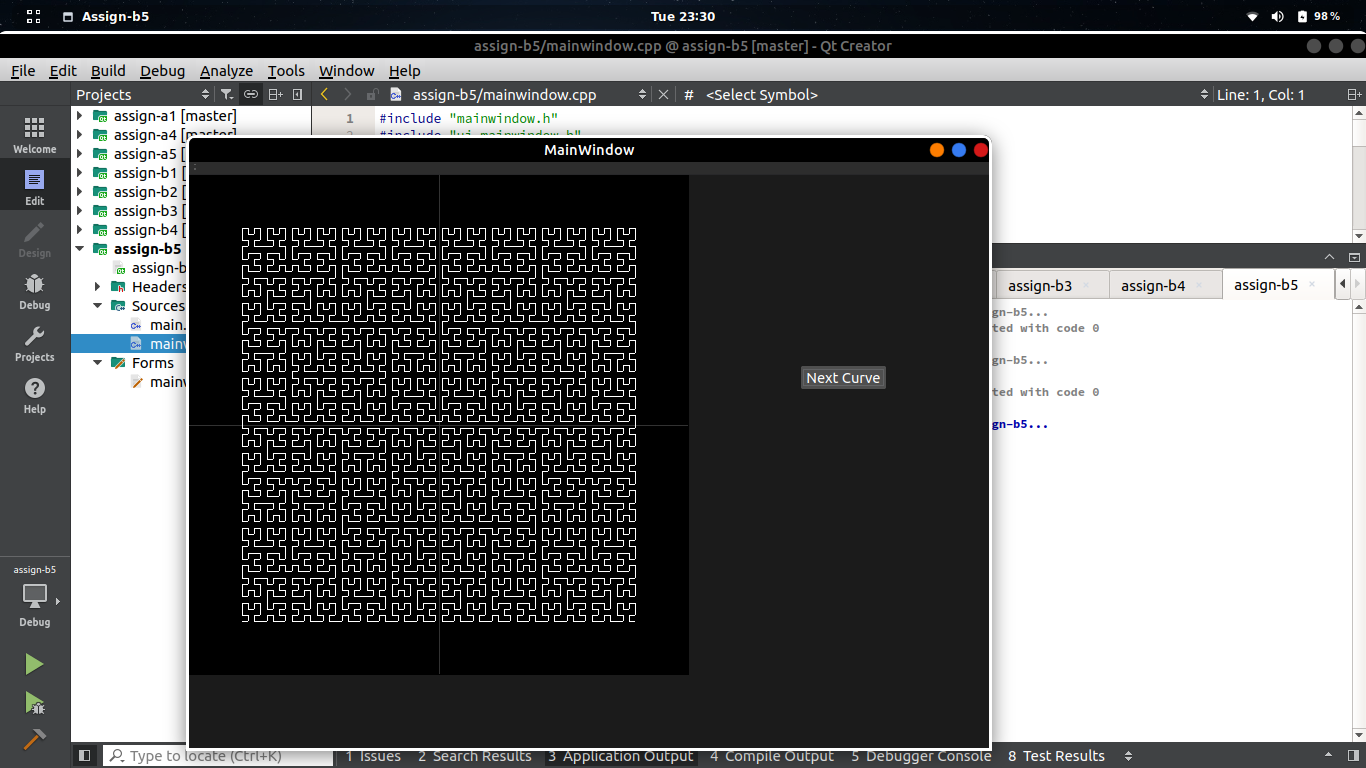 Assign-b5
Tue 23:30
98 %
assign-b5/mainwindow.cpp @ assign-b5 [master] - Qt Creator
File Edit Build Debug Analyze Tools Window Help
Projects
assign-b5/mainwindow.cpp
# <Select Symbol>
Line: 1, Col: 1
Welcome
Edit
Design
Debug
Projects
Help
assign-b5
Debug
assign-a1 [master]
assign-a4 [master]
assign-a5 [
assign-b1 [
assign-b2 [
assign-b3 [
assign-b4 [
assign-b5
assign-b
Headers
Sources
main.
mainw
Forms
mainw
1 #include "mainwindow.h"
2 #include "ui_mainwindow.h"
MainWindow
Next Curve
assign-b3
assign-b4
assign-b5
gn-b5...
ted with code 0
gn-b5...
ted with code 0
gn-b5...
Type to locate (Ctrl+K)
1 Issues
2 Search Results
3 Application Output
4 Compile Output
5 Debugger Console
8 Test Results